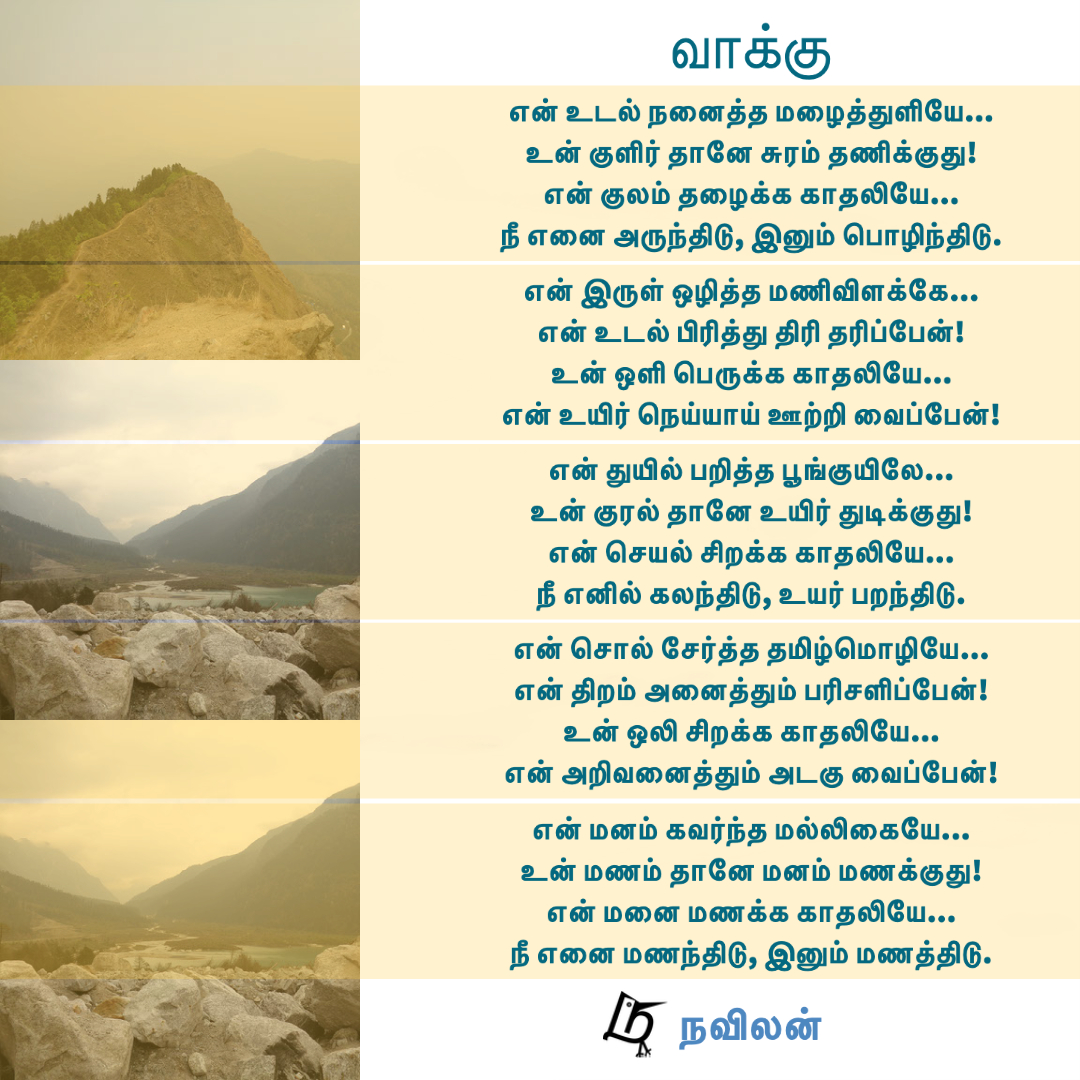 வாக்கு
என் உடல் நனைத்த மழைத்துளியே...
உன் குளிர் தானே சுரம் தணிக்குது!
என் குலம் தழைக்க காதலியே...
நீ எனை அருந்திடு, இனும் பொழிந்திடு.
என் இருள் ஒழித்த மணிவிளக்கே...
என் உடல் பிரித்து திரி தரிப்பேன்!
உன் ஒளி பெருக்க காதலியே...
என் உயிர் நெய்யாய் ஊற்றி வைப்பேன்!
என் துயில் பறித்த பூங்குயிலே...
உன் குரல் தானே உயிர் துடிக்குது!
என் செயல் சிறக்க காதலியே...
நீ எனில் கலந்திடு, உயர் பறந்திடு.
என் சொல் சேர்த்த தமிழ்மொழியே...
என் திறம் அனைத்தும் பரிசளிப்பேன்!
உன் ஒலி சிறக்க காதலியே...
என் அறிவனைத்தும் அடகு வைப்பேன்!
என் மனம் கவர்ந்த மல்லிகையே...
உன் மணம் தானே மனம் மணக்குது!
என் மனை மணக்க காதலியே...
நீ எனை மணந்திடு, இனும் மணத்திடு.
நவிலன்